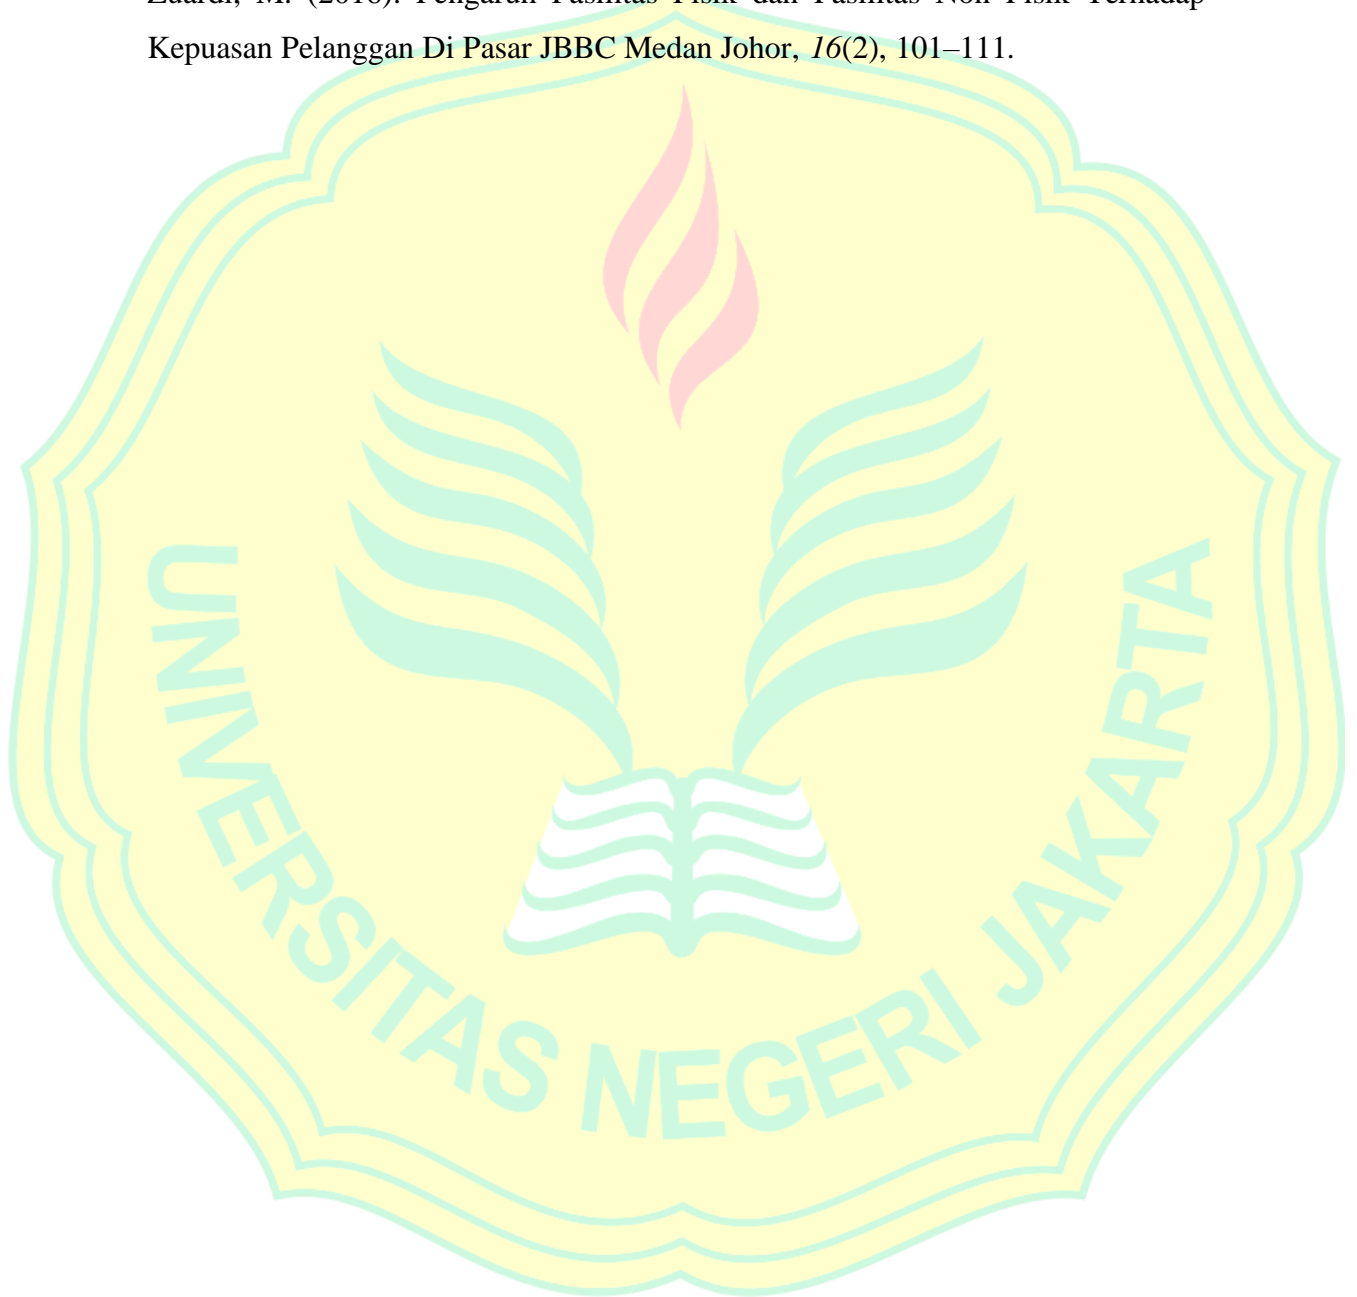 Zuardi, M. (2018). Pengaruh Fasilitas Fisik dan Fasilitas Non Fisik Terhadap
Kepuasan Pelanggan Di Pasar JBBC Medan Johor, 16(2), 101–111.
UNIVERSITAS NEGERI JAKARTA